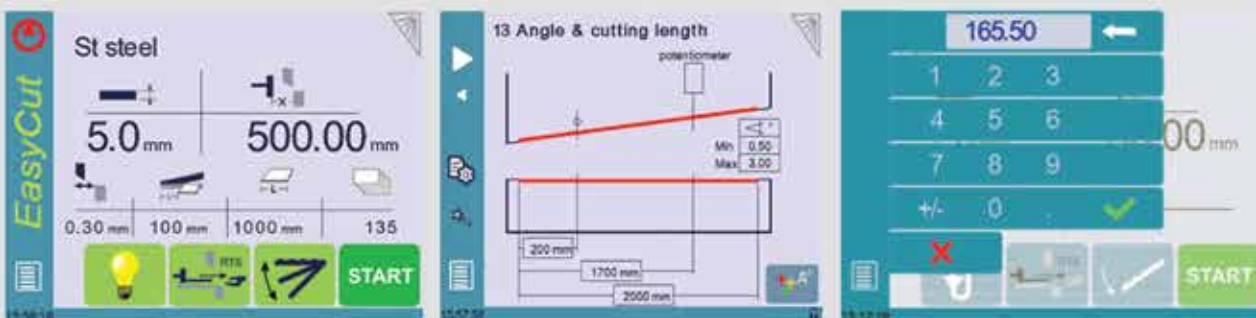 EasyCut
St steel
5.0 mm
500.00 mm
0.30 mm
100 mm
1000 mm
135
RTS
START
13 Angle & cutting length
potentiometer
Min 0.50
Max 3.00
200 mm
1700 mm
2000 mm
165.50
1 2 3
4 5 6
7 8 9
+/- 0 .
00 mm
START